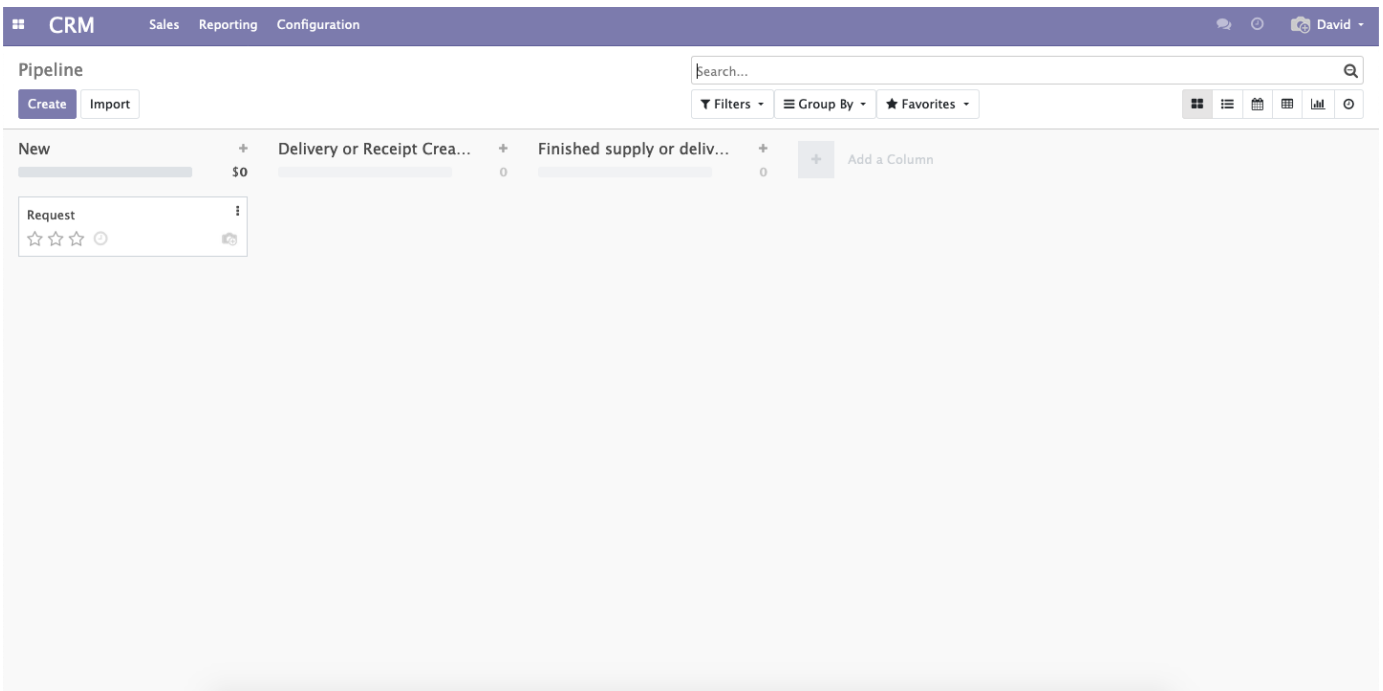 CRM Sales Reporting Configuration David
Pipeline
Search...
Create Import
Filters Group By Favorites
New
$0
Delivery or Receipt Crea...
0
Finished supply or deliv...
0
Add a Column
Request